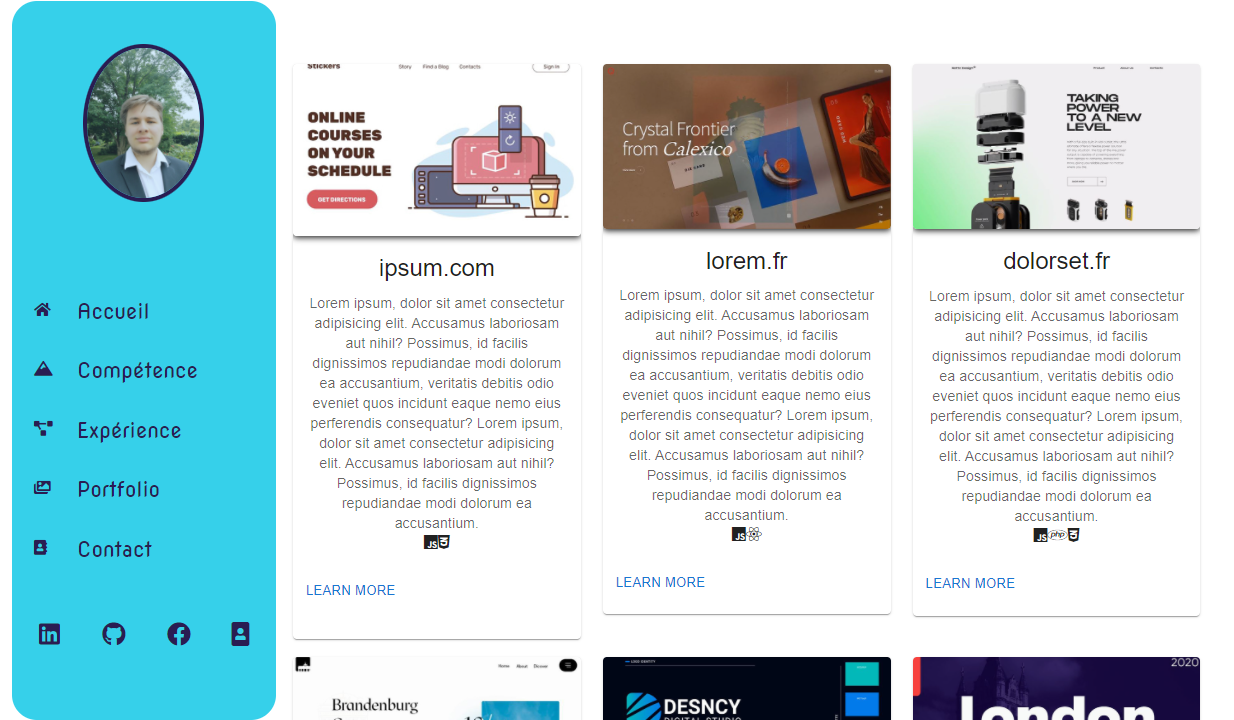 Accueil
Compétence
Expérience
Portfolio
Contact
Stickers
Story
Find a Blog
Contacts
Sign in
ONLINE
COURSES
ON YOUR
SCHEDULE
GET DIRECTIONS
ipsum.com
Lorem ipsum, dolor sit amet consectetur
adipisicing elit. Accusamus laboriosam
aut nihil? Possimus, id facilis
dignissimos repudiandae modi dolorum
ea accusantium, veritatis debitis odio
eveniet quos incidunt eaque nemo eius
perferendis consequatur? Lorem ipsum,
dolor sit amet consectetur adipisicing
elit. Accusamus laboriosam aut nihil?
Possimus, id facilis dignissimos
repudiandae modi dolorum ea
accusantium.
JS
LEARN MORE
Crystal Frontier
from Calexico
lorem.fr
Lorem ipsum, dolor sit amet consectetur
adipisicing elit. Accusamus laboriosam
aut nihil? Possimus, id facilis
dignissimos repudiandae modi dolorum
ea accusantium, veritatis debitis odio
eveniet quos incidunt eaque nemo eius
perferendis consequatur? Lorem ipsum,
dolor sit amet consectetur adipisicing
elit. Accusamus laboriosam aut nihil?
Possimus, id facilis dignissimos
repudiandae modi dolorum ea
accusantium.
JS
LEARN MORE
TAKING
POWER
TO A NEW
LEVEL
dolorset.fr
Lorem ipsum, dolor sit amet consectetur
adipisicing elit. Accusamus laboriosam
aut nihil? Possimus, id facilis
dignissimos repudiandae modi dolorum
ea accusantium, veritatis debitis odio
eveniet quos incidunt eaque nemo eius
perferendis consequatur? Lorem ipsum,
dolor sit amet consectetur adipisicing
elit. Accusamus laboriosam aut nihil?
Possimus, id facilis dignissimos
repudiandae modi dolorum ea
accusantium.
JS php
LEARN MORE
Home
About
Discover
Brandenburg
DESNCY
DIGITAL STUDIO
2020
London